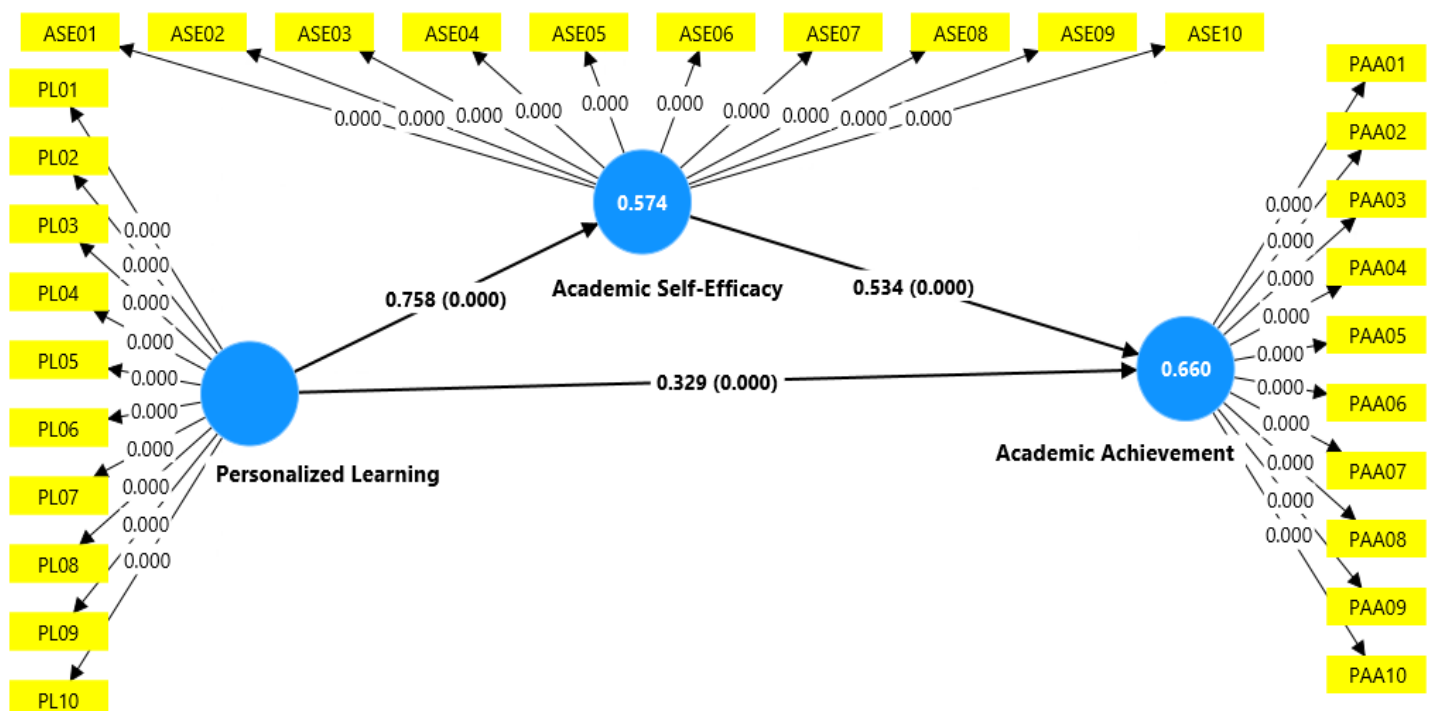 ASE01 ASE02 ASE03 ASE04 ASE05 ASE06 ASE07 ASE08 ASE09 ASE10
0.000 0.000 0.000 0.000 0.000 0.000 0.000 0.000 0.000 0.000
PL01
PL02
PL03
PL04
PL05
PL06
PL07
PL08
PL09
PL10
0.000
0.000
0.000
0.000
0.000
0.000
0.000
0.000
0.000
0.000
0.574
Academic Self-Efficacy
0.758 (0.000)
0.534 (0.000)
0.329 (0.000)
Personalized Learning
0.660
Academic Achievement
0.000
0.000
0.000
0.000
0.000
0.000
0.000
0.000
0.000
0.000
PAA01
PAA02
PAA03
PAA04
PAA05
PAA06
PAA07
PAA08
PAA09
PAA10